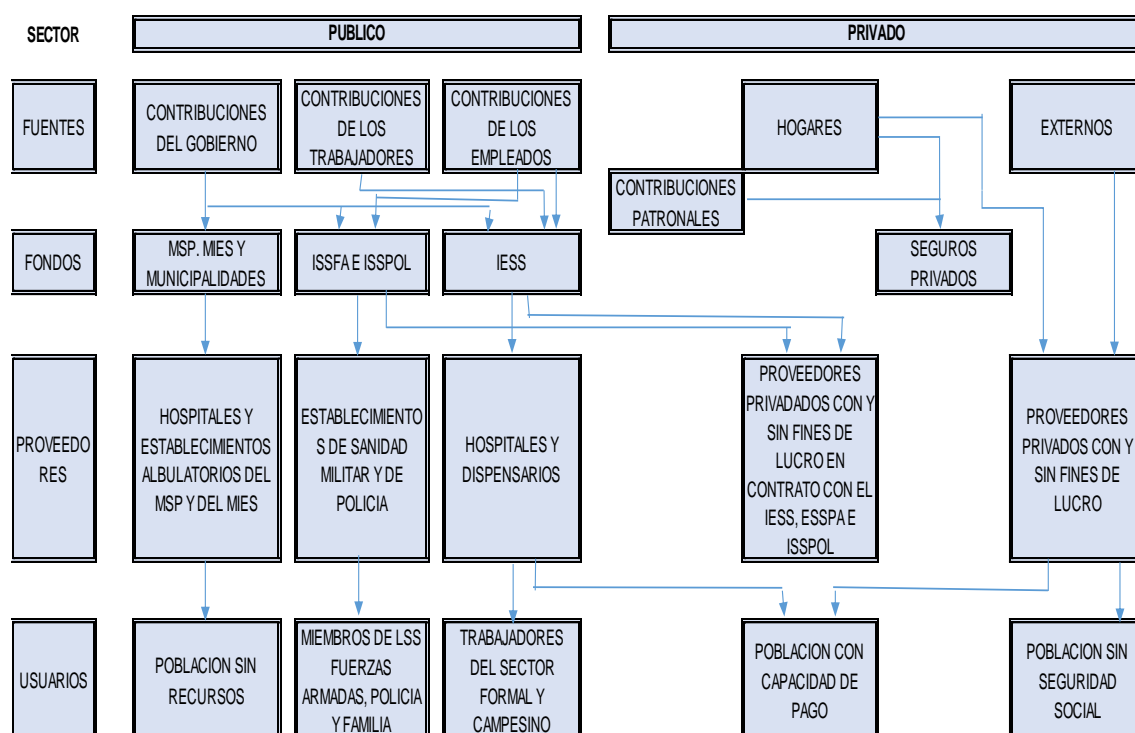 SECTOR
PUBLICO
PRIVADO
FUENTES
CONTRIBUCIONES
DEL GOBIERNO
CONTRIBUCIONES
DE LOS
TRABAJADORES
CONTRIBUCIONES
DE LOS
EMPLEADOS
HOGARES
EXTERNOS
CONTRIBUCIONES
PATRONALES
FONDOS
MSP. MIES Y
MUNICIPALIDADES
ISSFA E ISSPOL
IESS
SEGUROS
PRIVADOS
PROVEEDO
RES
HOSPITALES Y
ESTABLECIMIENTOS
ALBULATORIOS DEL
MSP Y DEL MIES
ESTABLECIMIENTO
S DE SANIDAD
MILITAR Y DE
POLICIA
HOSPITALES Y
DISPENSARIOS
PROVEEDORES
PRIVADADOS CON Y
SIN FINES DE
LUCRO EN
CONTRATO CON EL
IESS, ESSPA E
ISSPOL
PROVEEDORES
PRIVADOS CON Y
SIN FINES DE
LUCRO
USUARIOS
POBLACION SIN
RECURSOS
MIEMBROS DE LSS
FUERZAS
ARMADAS, POLICIA
Y FAMILIA
TRABAJADORES
DEL SECTOR
FORMAL Y
CAMPESINO
POBLACION CON
CAPACIDAD DE
PAGO
POBLACION SIN
SEGURIDAD
SOCIAL